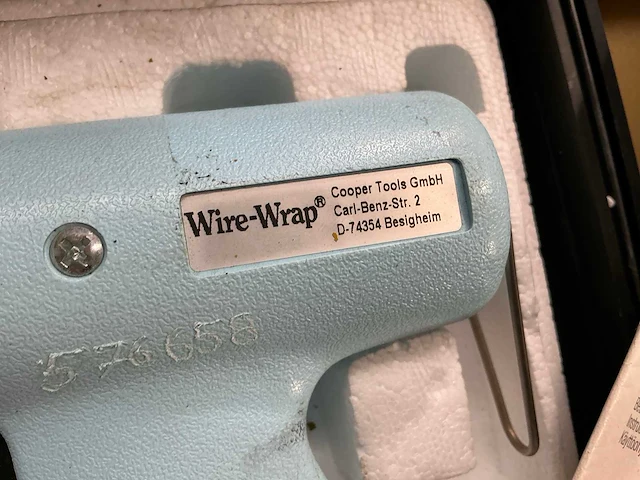 Wire-Wrap®
Cooper Tools GmbH
Carl-Benz-Str. 2
D-74354 Besigheim
576658